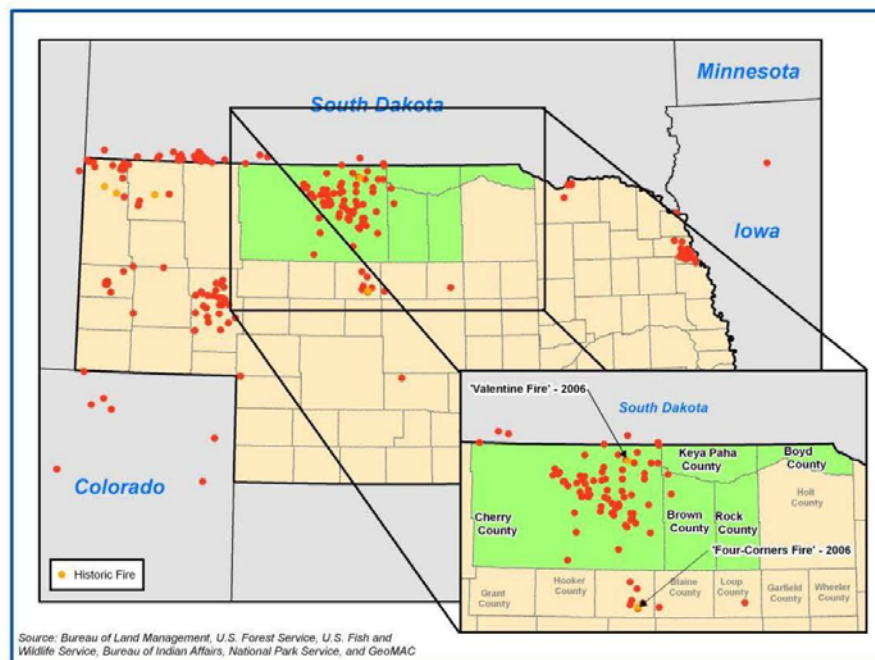 Minnesota
South Dakota
Iowa
'Valentine Fire' - 2006
South Dakota
Keya Paha
County
Boyd
County
Holt
County
Colorado
Cherry
County
Brown
County
Rock
County
'Four-Corners Fire' - 2006
Historic Fire
Grant
County
Hooker
County
Blaine
County
Loup
County
Garfield
County
Wheeler
County
Source: Bureau of Land Management, U.S. Forest Service, U.S. Fish and
Wildlife Service, Bureau of Indian Affairs, National Park Service, and GeoMAC